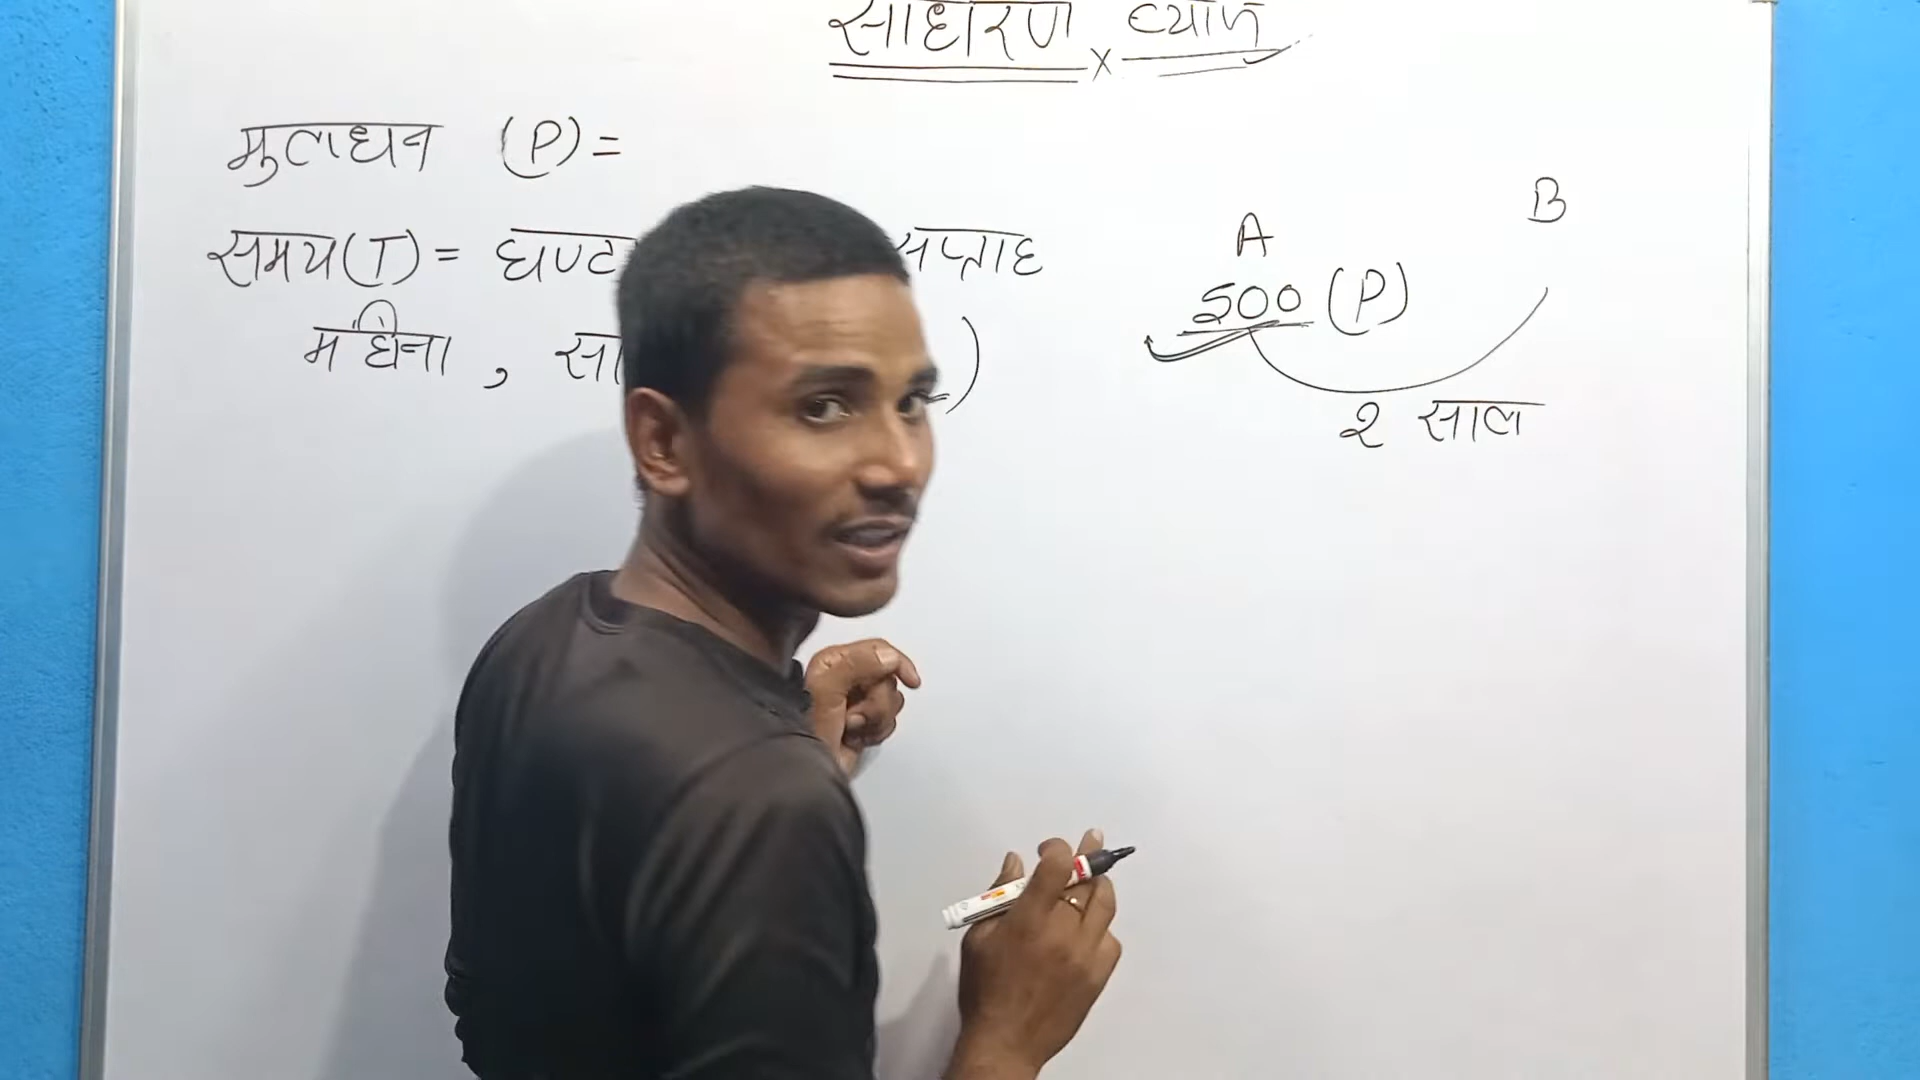 साधारण × ब्याज
मुलधन (P) =
समय (T) = घण्ट सप्ताह
महिना , सा )
A
B
500 (P)
२ साल